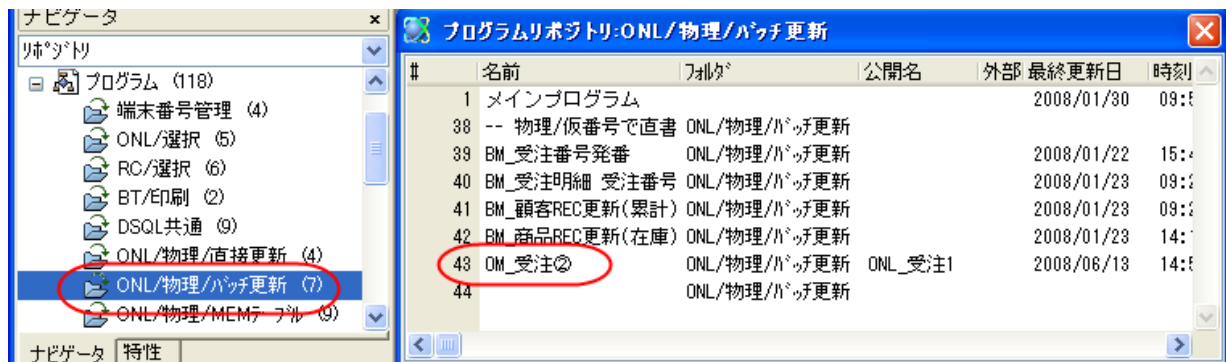 ナビゲータ
リポジトリ
プログラム (118)
端末番号管理 (4)
ONL/選択 (5)
RC/選択 (6)
BT/印刷 (2)
DSQL共通 (9)
ONL/物理/直接更新 (4)
ONL/物理/バッチ更新 (7)
ONL/物理/MEMテーブル (9)
ナビゲータ 特性
プログラムリポジトリ:ONL/物理/バッチ更新
# 名前 フォルダ 公開名 外部 最終更新日 時刻
1 メインプログラム 2008/01/30 09:5
38 -- 物理/仮番号で直書 ONL/物理/バッチ更新
39 BM_受注番号発番 ONL/物理/バッチ更新 2008/01/22 15:4
40 BM_受注明細 受注番号 ONL/物理/バッチ更新 2008/01/23 09:2
41 BM_顧客REC更新(累計) ONL/物理/バッチ更新 2008/01/23 09:2
42 BM_商品REC更新(在庫) ONL/物理/バッチ更新 2008/01/23 14:1
43 OM_受注② ONL/物理/バッチ更新 ONL_受注1 2008/06/13 14:5
44 ONL/物理/バッチ更新